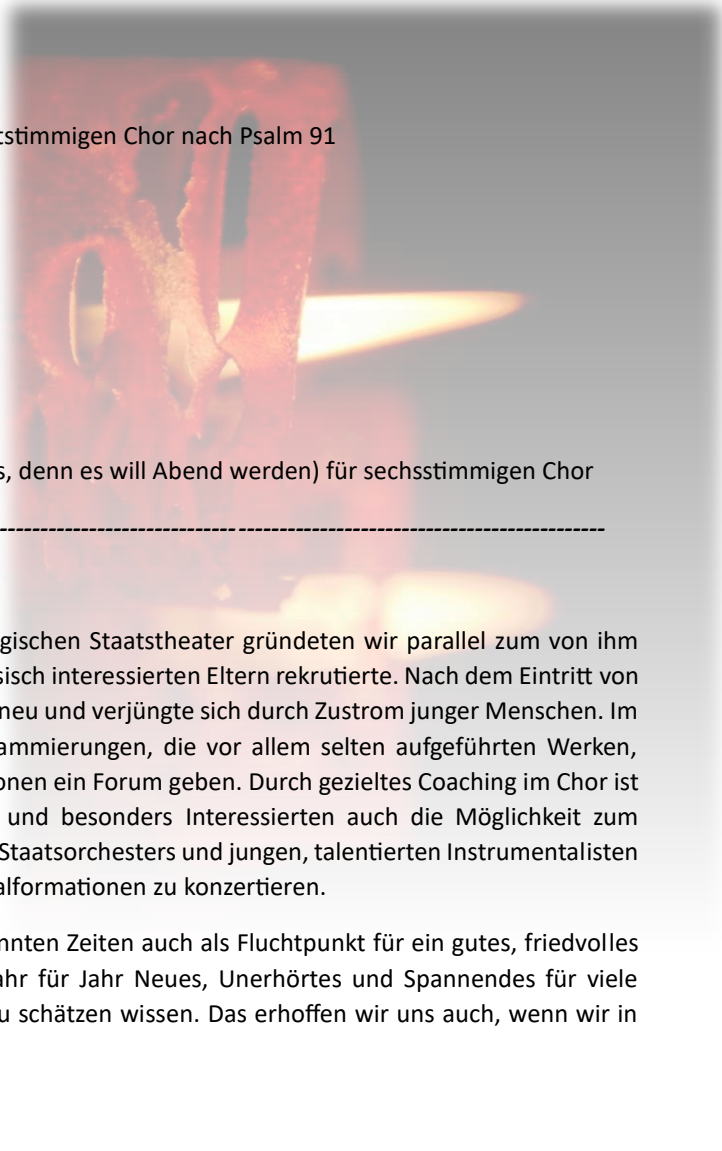 tstimmigen Chor nach Psalm 91
s, denn es will Abend werden) für sechsstimmigen Chor
--------------------------------------------------------------------------------
gischen Staatstheater gründeten wir parallel zum von ihm
sisch interessierten Eltern rekrutierte. Nach dem Eintritt von
neu und verjüngte sich durch Zustrom junger Menschen. Im
ammierungen, die vor allem selten aufgeführten Werken,
onen ein Forum geben. Durch gezieltes Coaching im Chor ist
und besonders Interessierten auch die Möglichkeit zum
Staatsorchesters und jungen, talentierten Instrumentalisten
alformationen zu konzertieren.
nnten Zeiten auch als Fluchtpunkt für ein gutes, friedvolles
ahr für Jahr Neues, Unerhörtes und Spannendes für viele
u schätzen wissen. Das erhoffen wir uns auch, wenn wir in